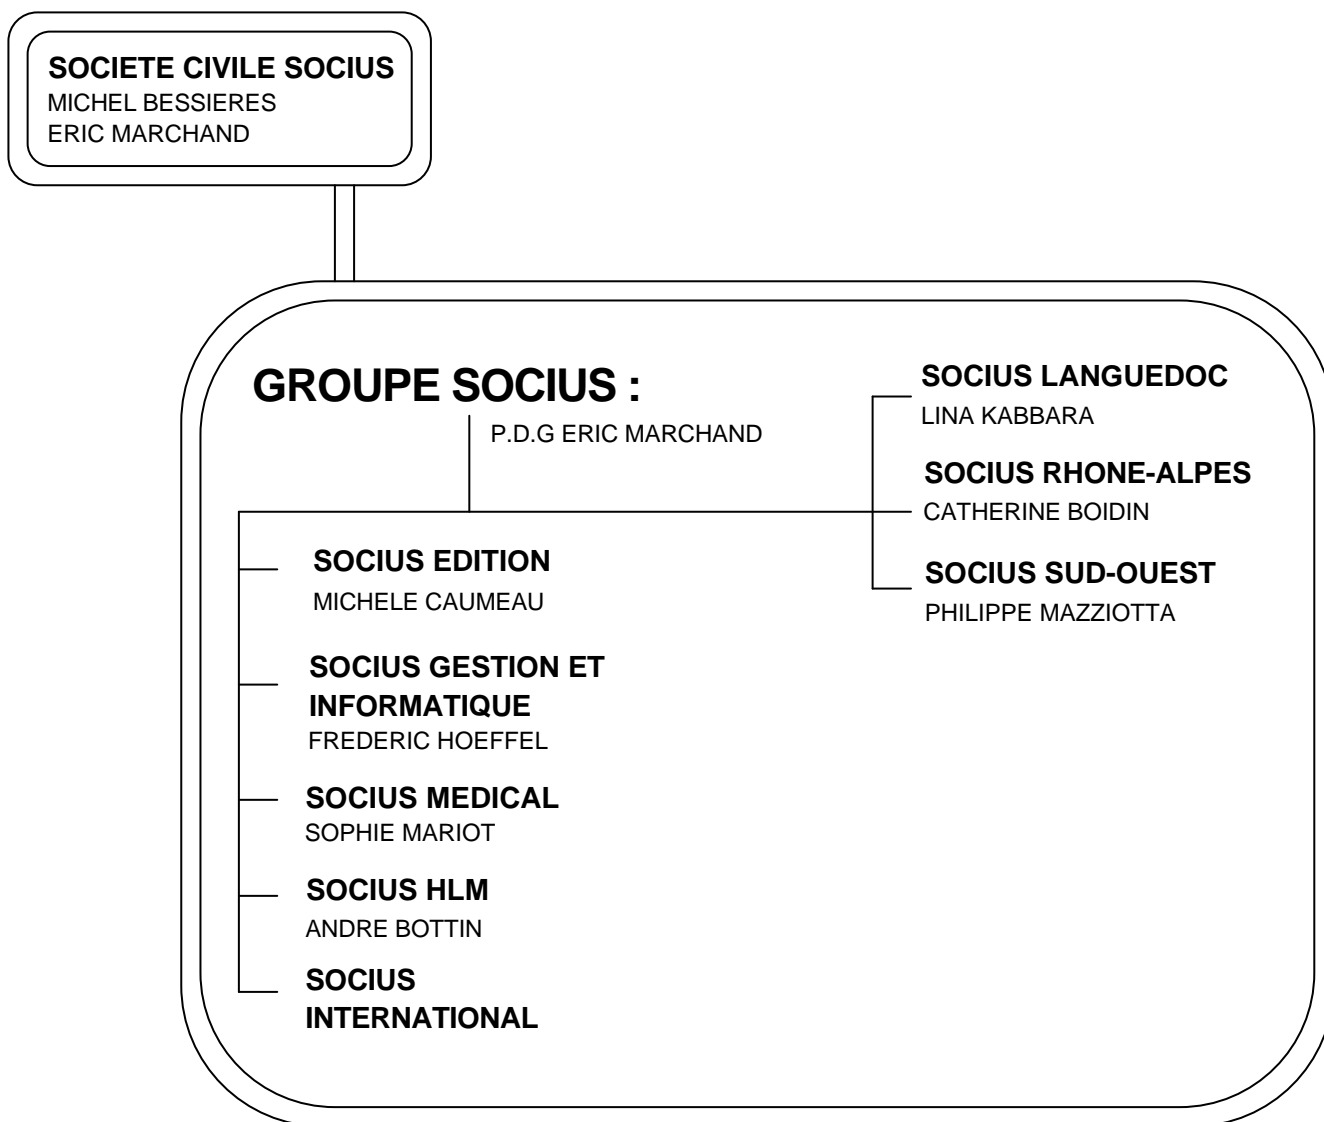 SOCIETE CIVILE SOCIUS
MICHEL BESSIERES
ERIC MARCHAND
GROUPE SOCIUS :
P.D.G ERIC MARCHAND
SOCIUS EDITION
MICHELE CAUMEAU
SOCIUS GESTION ET
INFORMATIQUE
FREDERIC HOEFFEL
SOCIUS MEDICAL
SOPHIE MARIOT
SOCIUS HLM
ANDRE BOTTIN
SOCIUS
INTERNATIONAL
SOCIUS LANGUEDOC
LINA KABBARA
SOCIUS RHONE-ALPES
CATHERINE BOIDIN
SOCIUS SUD-OUEST
PHILIPPE MAZZIOTTA